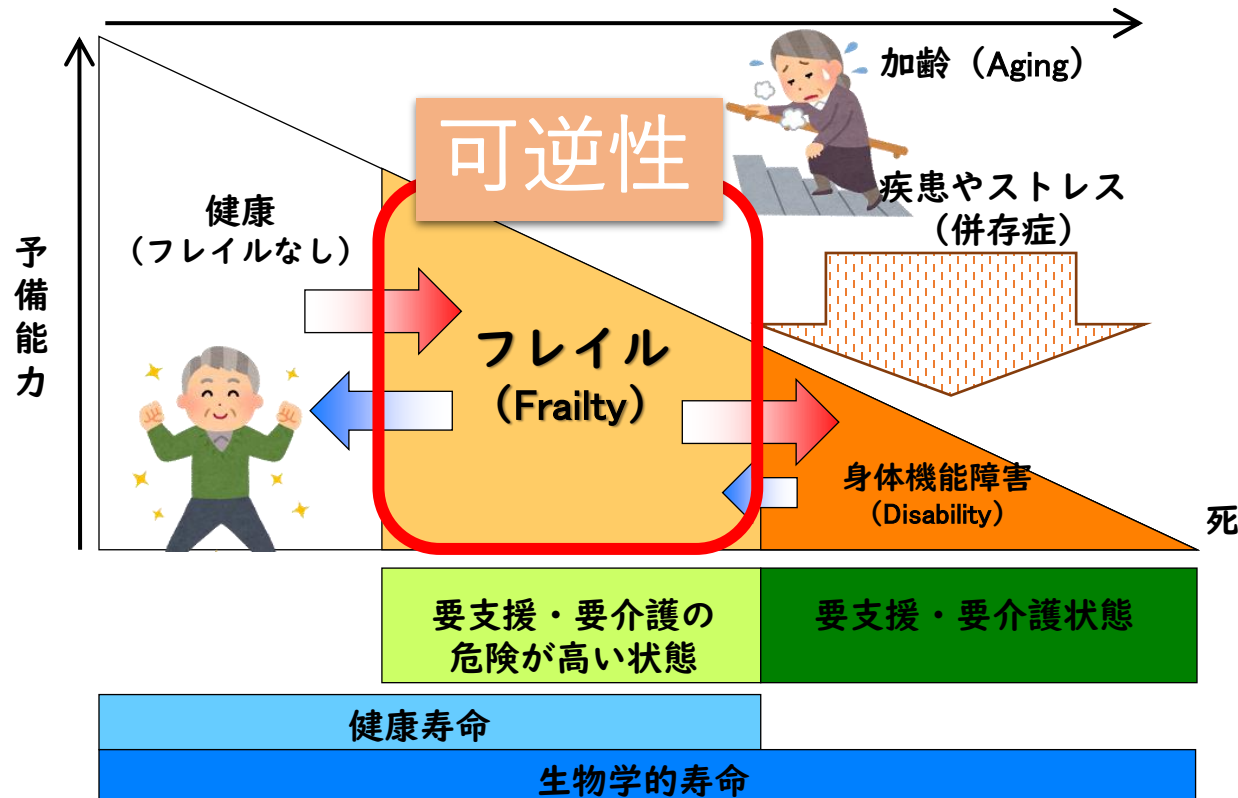 加齢（Aging）
可逆性
疾患やストレス
（併存症）
健康
（フレイルなし）
予備能力
フレイル
（Frailty）
身体機能障害
（Disability）
死
要支援・要介護の
危険が高い状態
要支援・要介護状態
健康寿命
生物学的寿命